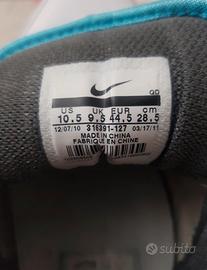 QD
US UK EUR cm
10.5 9.5 44.5 28.5
12/07/10 316391-127 03/17/11
MADE IN CHINA
FABRIQUE EN CHINE
subito